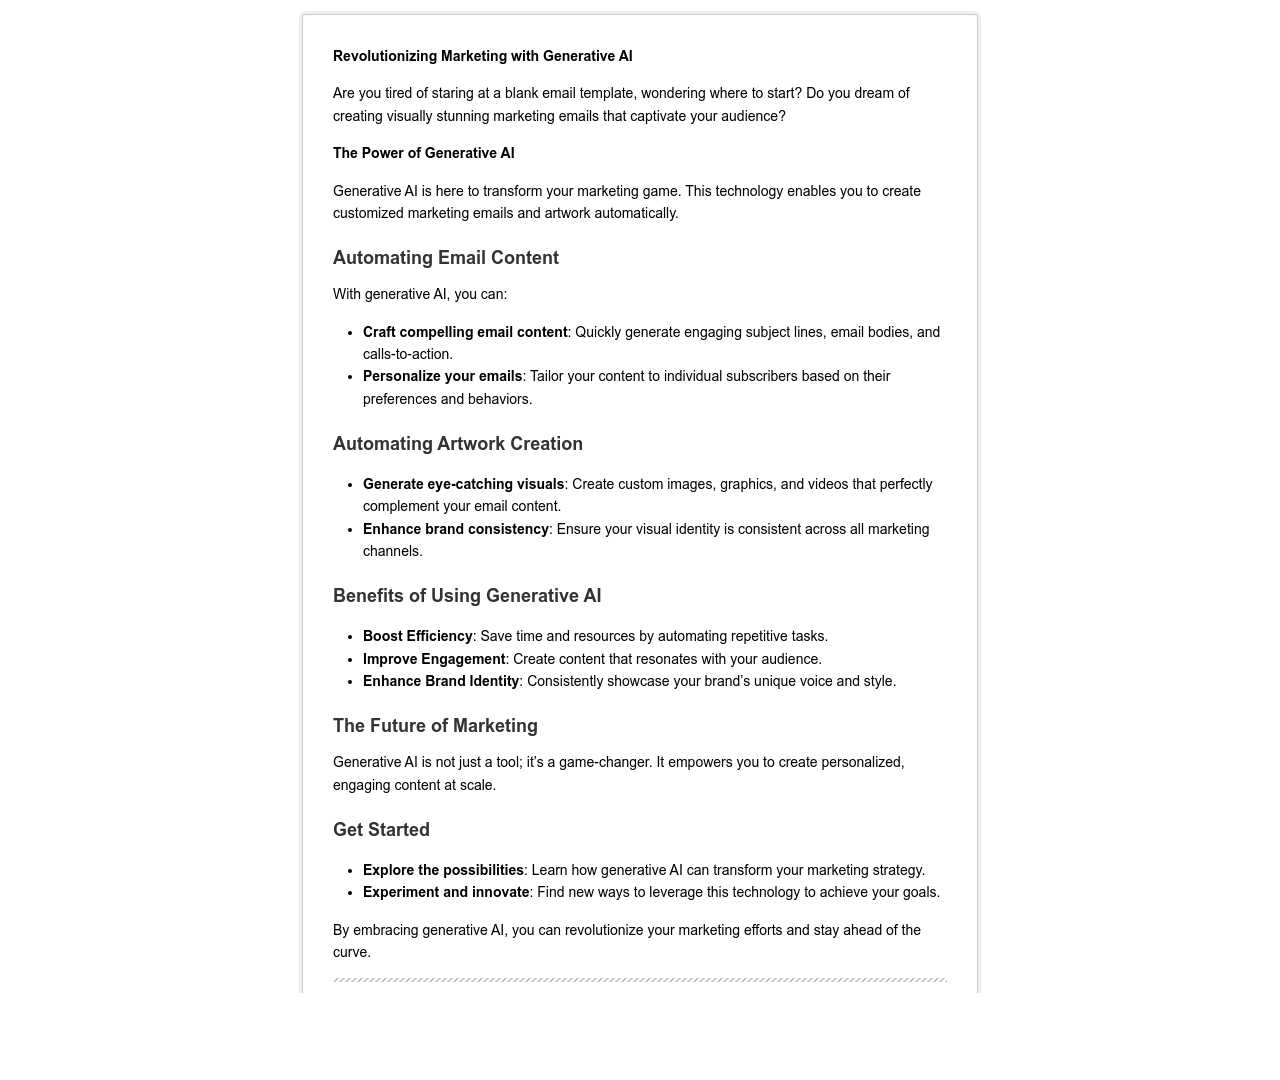 Revolutionizing Marketing with Generative AI
Are you tired of staring at a blank email template, wondering where to start? Do you dream of
creating visually stunning marketing emails that captivate your audience?
The Power of Generative AI
Generative AI is here to transform your marketing game. This technology enables you to create
customized marketing emails and artwork automatically.
Automating Email Content
With generative AI, you can:
• Craft compelling email content: Quickly generate engaging subject lines, email bodies, and
calls-to-action.
• Personalize your emails: Tailor your content to individual subscribers based on their
preferences and behaviors.
Automating Artwork Creation
• Generate eye-catching visuals: Create custom images, graphics, and videos that perfectly
complement your email content.
• Enhance brand consistency: Ensure your visual identity is consistent across all marketing
channels.
Benefits of Using Generative AI
• Boost Efficiency: Save time and resources by automating repetitive tasks.
• Improve Engagement: Create content that resonates with your audience.
• Enhance Brand Identity: Consistently showcase your brand's unique voice and style.
The Future of Marketing
Generative AI is not just a tool; it's a game-changer. It empowers you to create personalized,
engaging content at scale.
Get Started
• Explore the possibilities: Learn how generative AI can transform your marketing strategy.
• Experiment and innovate: Find new ways to leverage this technology to achieve your goals.
By embracing generative AI, you can revolutionize your marketing efforts and stay ahead of the
curve.